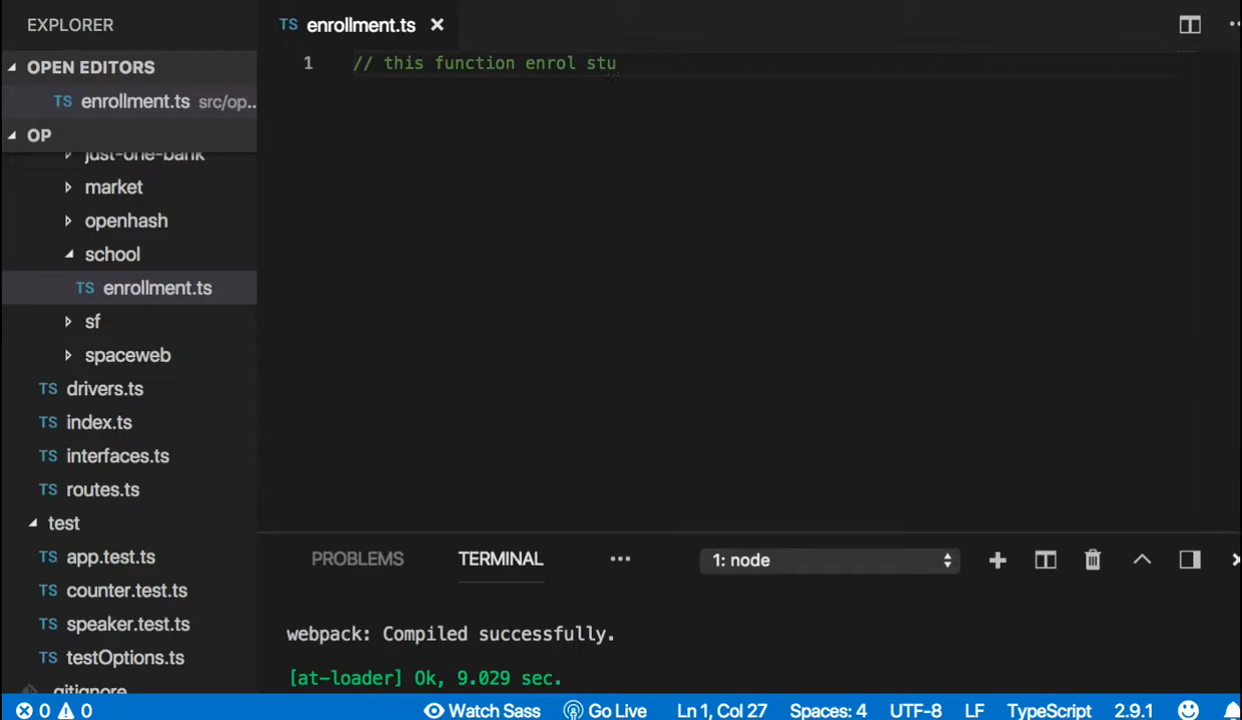 EXPLORER
OPEN EDITORS
TS enrollment.ts src/op...
OP
just-one-bank
market
openhash
school
TS enrollment.ts
sf
spaceweb
TS drivers.ts
TS index.ts
TS interfaces.ts
TS routes.ts
test
TS app.test.ts
TS counter.test.ts
TS speaker.test.ts
TS testOptions.ts
.gitignore
TS enrollment.ts ×
1 // this function enrol stu
PROBLEMS TERMINAL ••• 1: node
webpack: Compiled successfully.
[at-loader] Ok, 9.029 sec.
0 0 Watch Sass Go Live Ln 1, Col 27 Spaces: 4 UTF-8 LF TypeScript 2.9.1